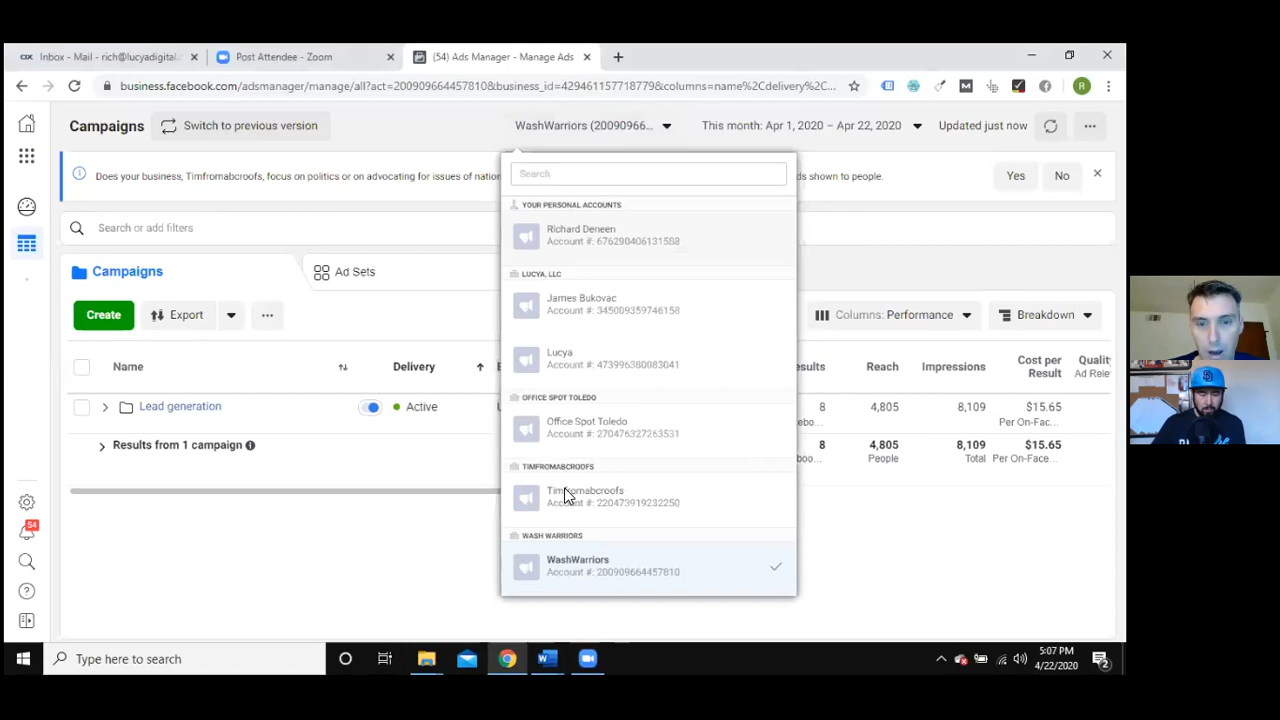 Inbox - Mail - rich@lucyadigital.
Post Attendee - Zoom
(54) Ads Manager - Manage Ads
business.facebook.com/adsmanager/manage/all?act=200909664457810&business_id=429461157718779&columns=name%2Cdelivery%2C...
R
Campaigns
Switch to previous version
WashWarriors (20090966...
This month: Apr 1, 2020 – Apr 22, 2020
Updated just now
Does your business, Timfromabcroofs, focus on politics or on advocating for issues of nation
ds shown to people.
Yes
No
Search
Search or add filters
YOUR PERSONAL ACCOUNTS
Richard Deneen
Account #: 676290406131588
LUCYA, LLC
James Bukovac
Account #: 345009359746158
Lucya
Account #: 473996380083041
OFFICE SPOT TOLEDO
Office Spot Toledo
Account #: 270476327263531
TIMFROMABCROOFS
Timfromabcroofs
Account #: 220473919232250
WASH WARRIORS
WashWarriors
Account #: 200909664457810
Campaigns
Ad Sets
Create
Export
Columns: Performance
Breakdown
Name
Delivery
sults
Reach
Impressions
Cost per
Result
Quality
Ad Rele
Lead generation
Active
8
4,805
8,109
$15.65
Per On-Fac...
Results from 1 campaign
8
4,805
8,109
$15.65
People
Total
Per On-Face...
54
Type here to search
5:07 PM
4/22/2020
2